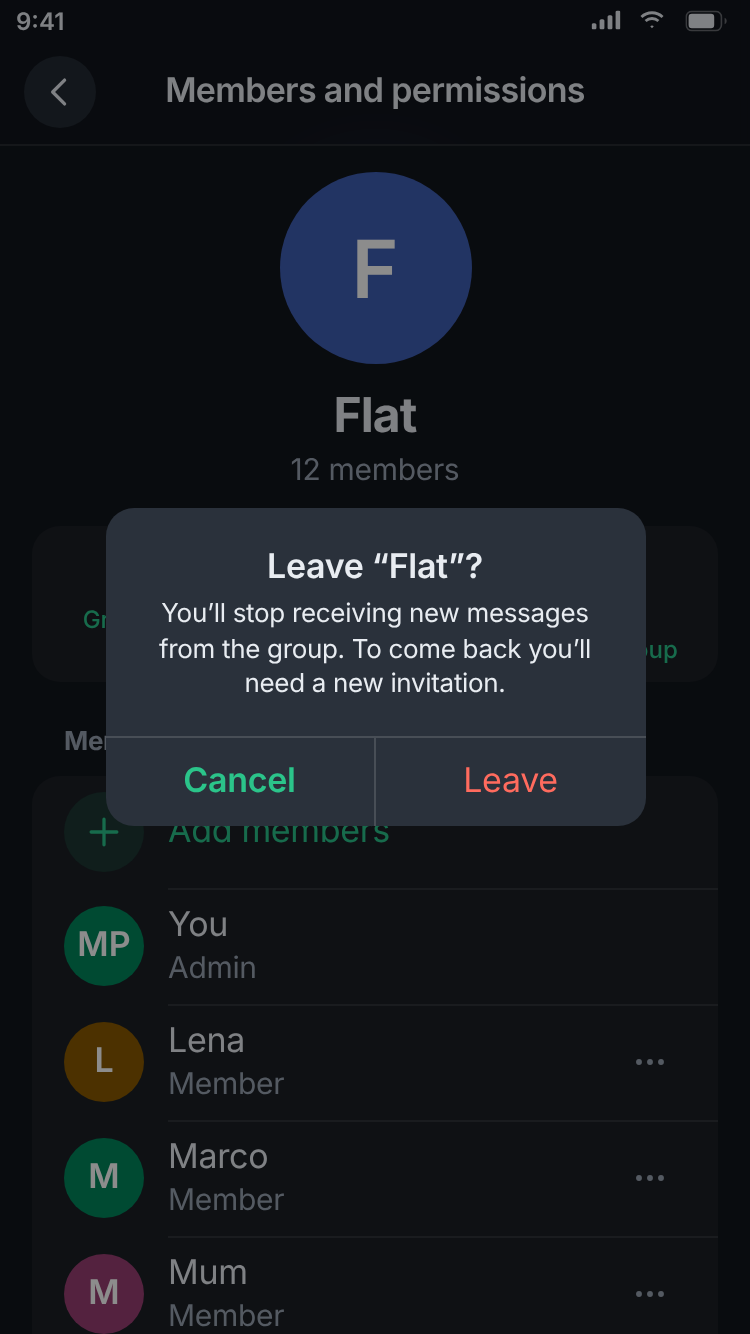 9:41
Members and permissions
F
Flat
12 members
Leave “Flat”?
You’ll stop receiving new messages
from the group. To come back you’ll
need a new invitation.
Cancel
Leave
Add members
MP
You
Admin
L
Lena
Member
M
Marco
Member
M
Mum
Member